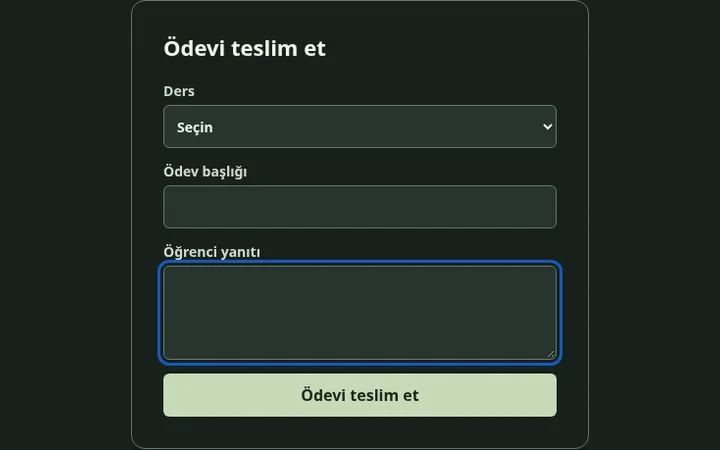 Ödevi teslim et
Ders
Seçin
Ödev başlığı
Öğrenci yanıtı
Ödevi teslim et